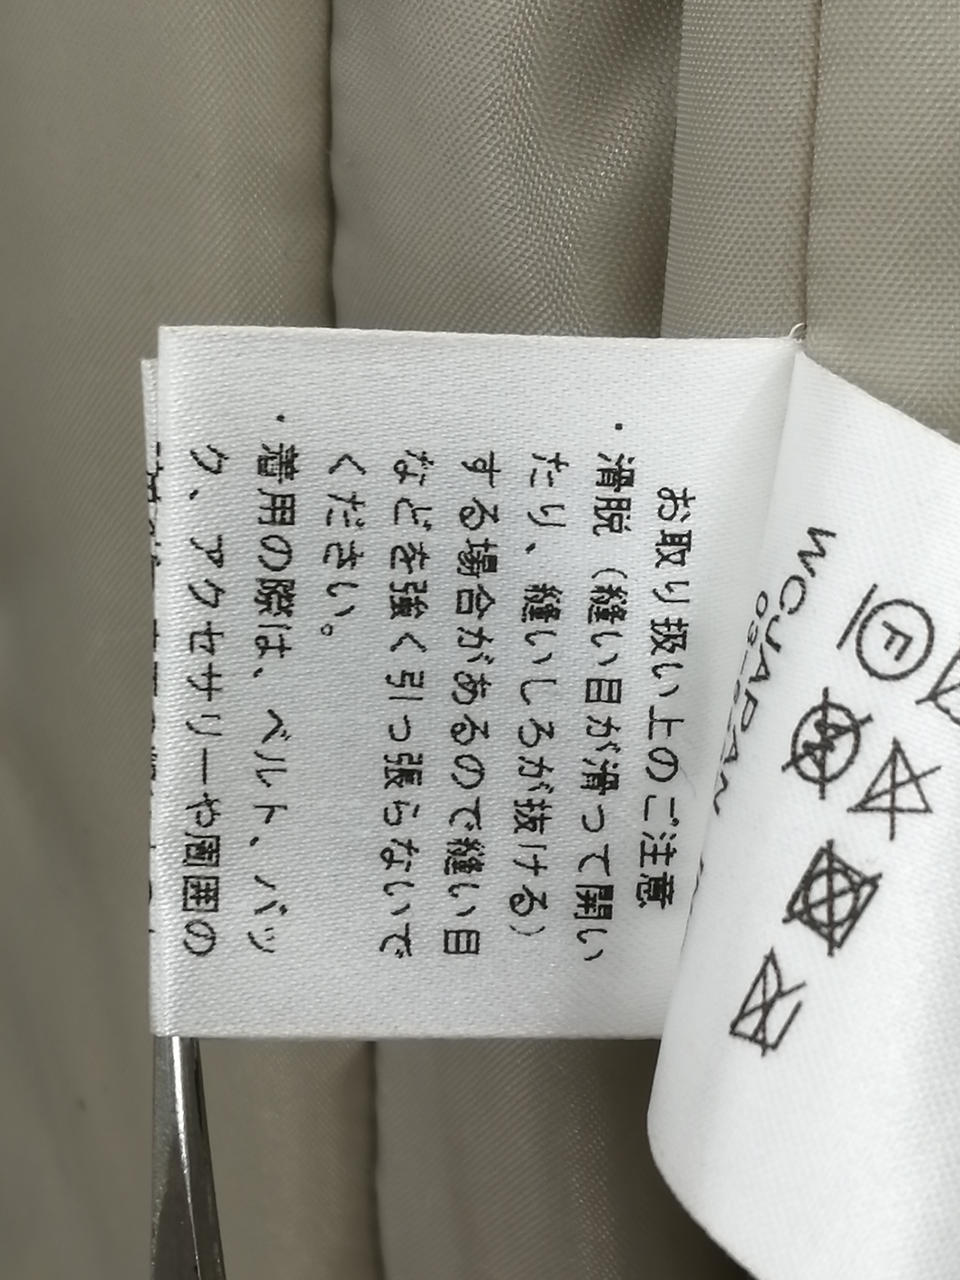 お取り扱い上のご注意
・滑脱(縫い目が滑って開い
たり、縫いしろが抜ける)
する場合があるので縫い目
などを強く引っ張らないで
ください。
・着用の際は、ベルト、バッ
ク、アクセサリーや周囲の
WCJAPAN
F
W